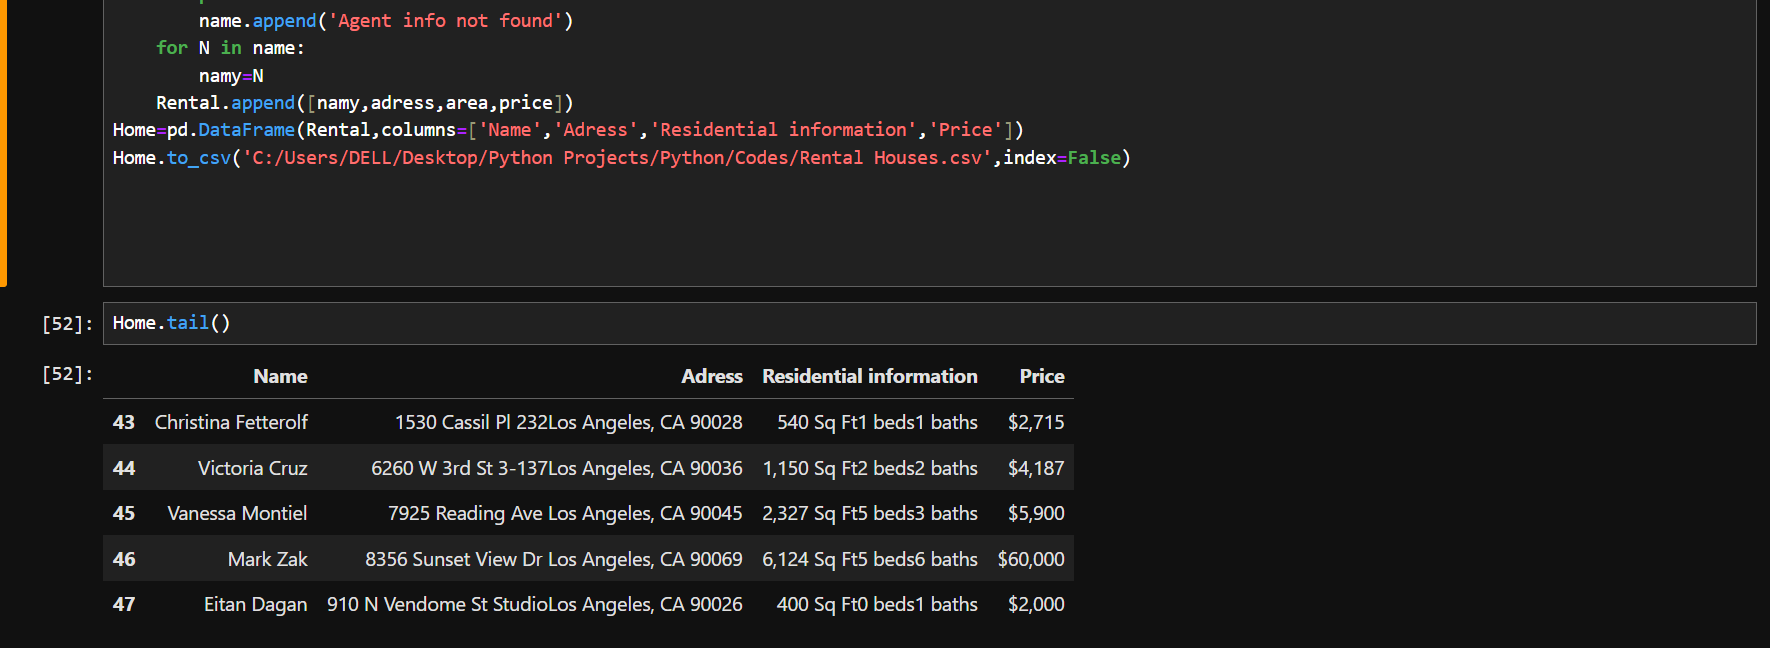 name.append('Agent info not found')
for N in name:
namy=N
Rental.append([namy,adress,area,price])
Home=pd.DataFrame(Rental,columns=['Name','Adress','Residential information','Price'])
Home.to_csv('C:/Users/DELL/Desktop/Python Projects/Python/Codes/Rental Houses.csv',index=False)
[52]: Home.tail()
[52]:
Name Adress Residential information Price
43 Christina Fetterolf 1530 Cassil Pl 232Los Angeles, CA 90028 540 Sq Ft1 beds1 baths $2,715
44 Victoria Cruz 6260 W 3rd St 3-137Los Angeles, CA 90036 1,150 Sq Ft2 beds2 baths $4,187
45 Vanessa Montiel 7925 Reading Ave Los Angeles, CA 90045 2,327 Sq Ft5 beds3 baths $5,900
46 Mark Zak 8356 Sunset View Dr Los Angeles, CA 90069 6,124 Sq Ft5 beds6 baths $60,000
47 Eitan Dagan 910 N Vendome St StudioLos Angeles, CA 90026 400 Sq Ft0 beds1 baths $2,000